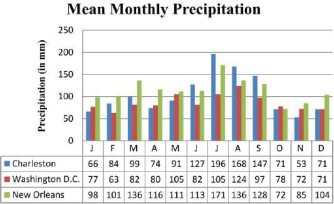 Mean Monthly Precipitation
250
200
150
100
50
0
Precipitation (in mm)
J F M A M J J A S O N D
Charleston 66 84 99 74 91 127 196 168 147 71 53 71
Washington D.C. 77 63 82 80 105 82 105 124 97 78 72 71
New Orleans 98 101 136 116 111 113 171 136 128 72 85 104